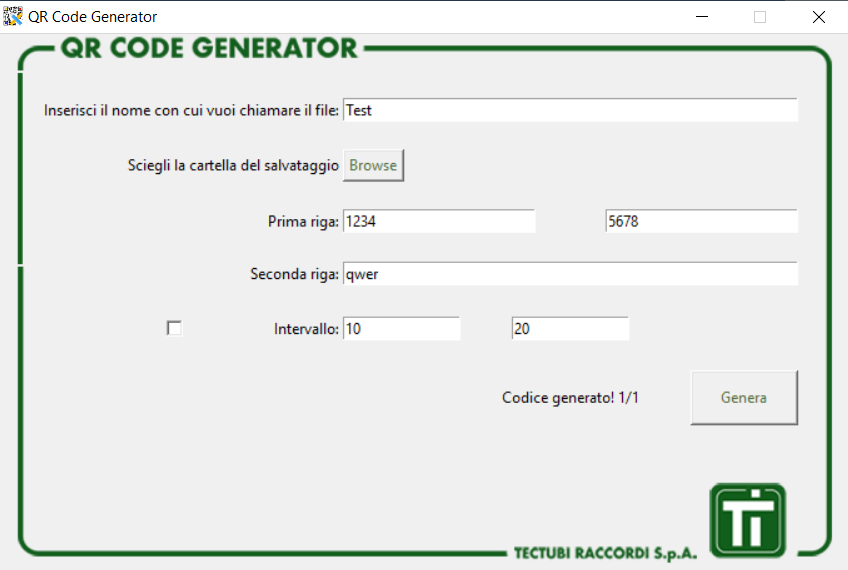 QR Code Generator
QR CODE GENERATOR
Inserisci il nome con cui vuoi chiamare il file: Test
Sciegli la cartella del salvataggio Browse
Prima riga: 1234 5678
Seconda riga: qwer
Intervallo: 10 20
Codice generato! 1/1 Genera
TECTUBI RACCORDI S.p.A. Ti